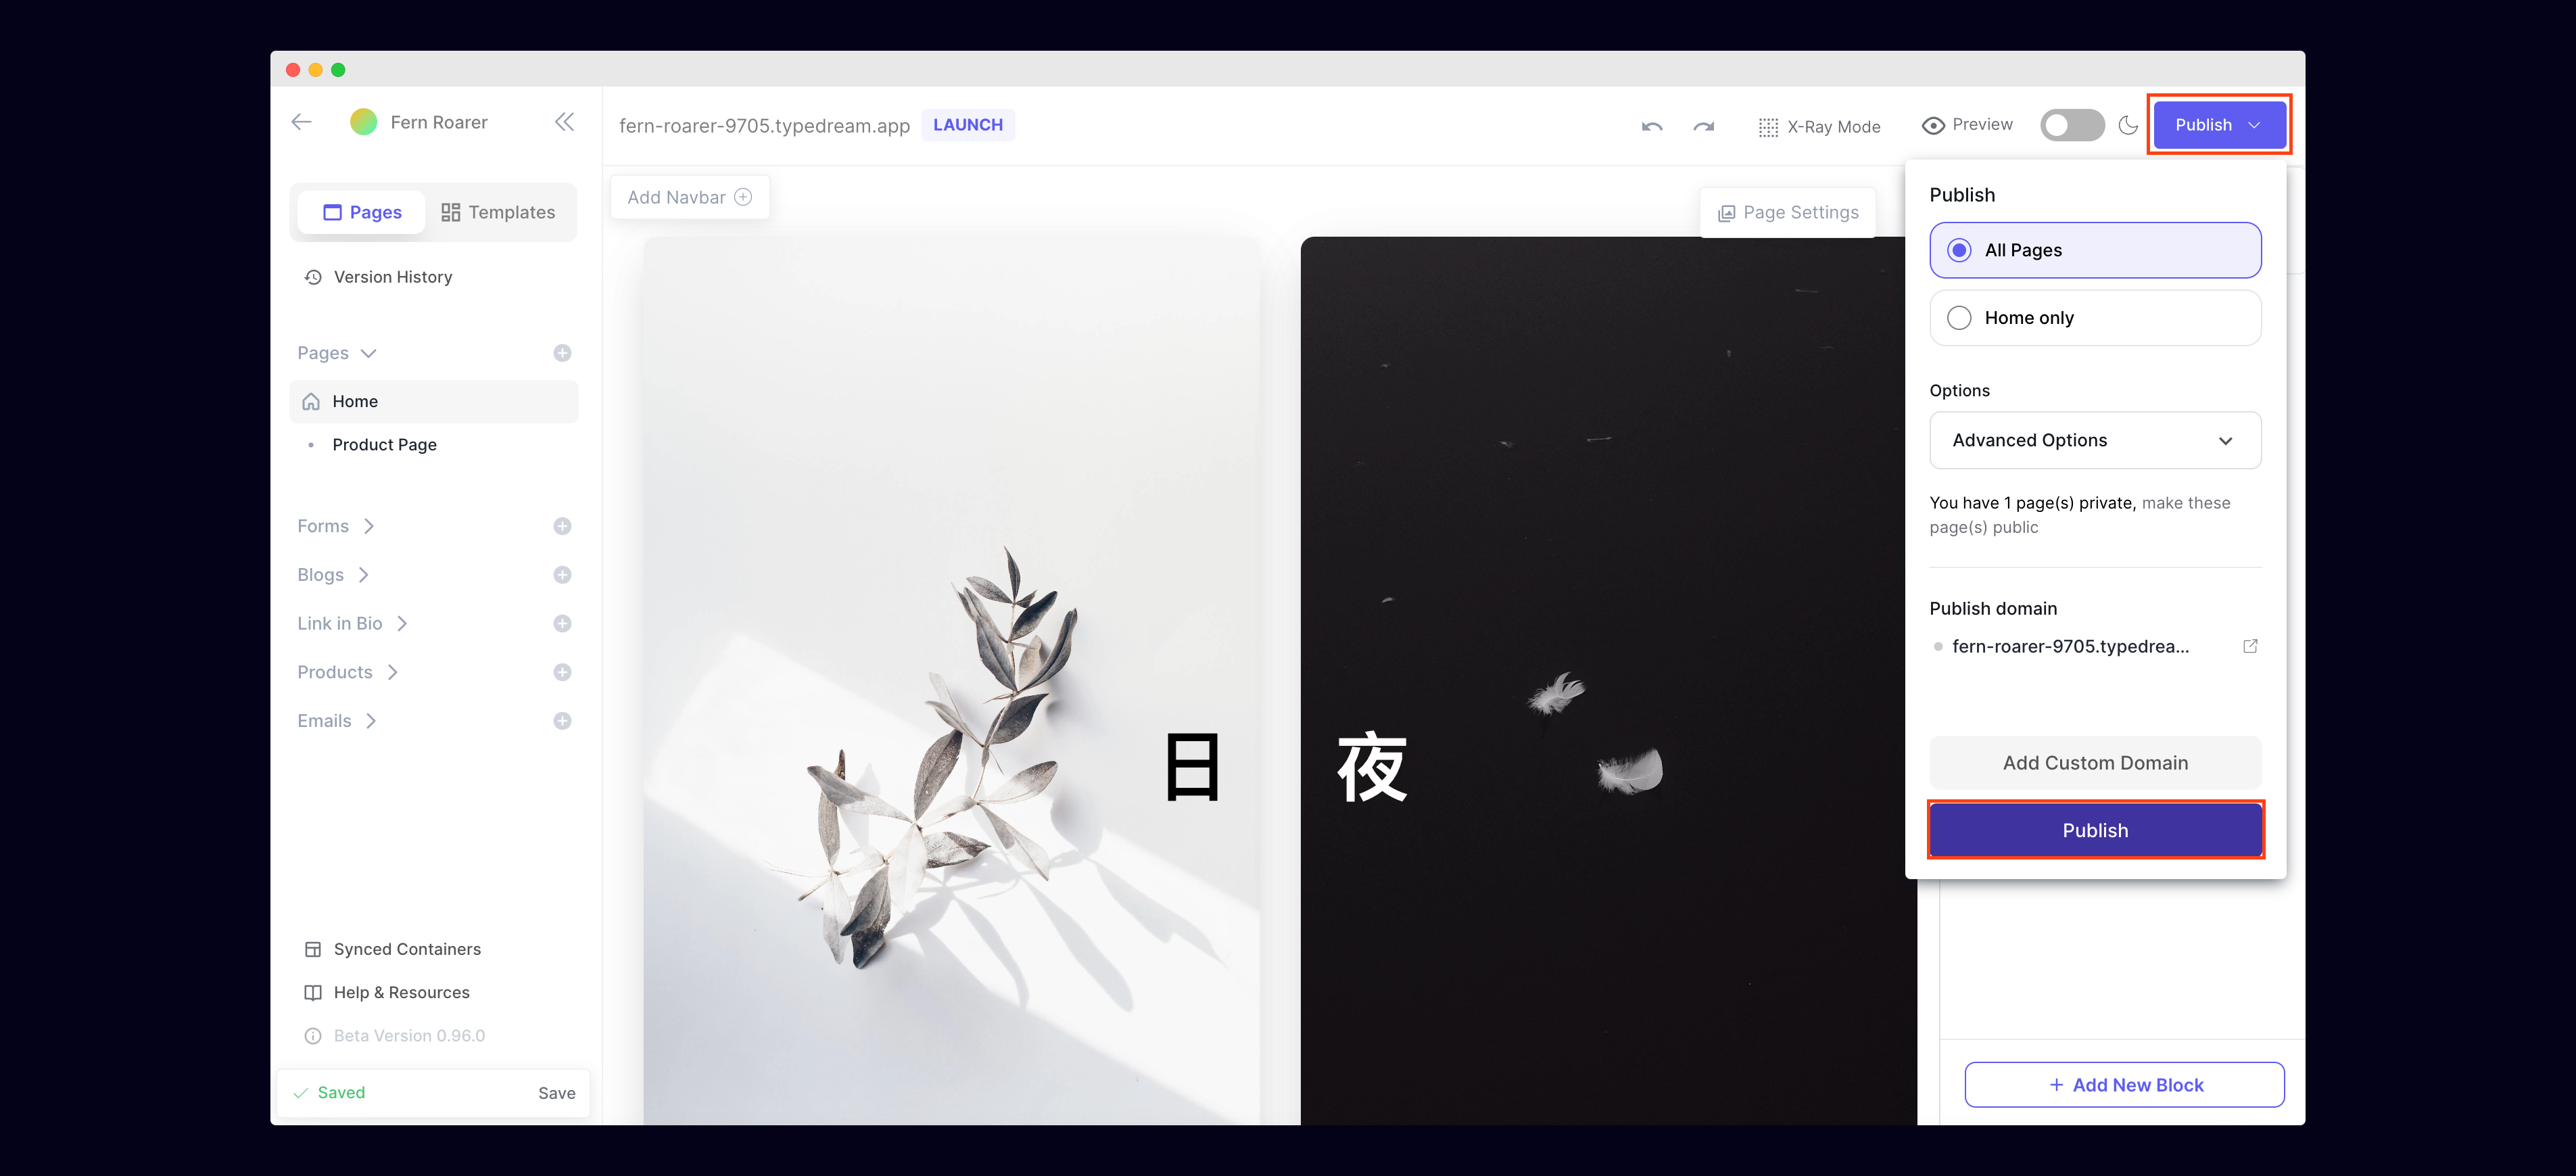 Fern Roarer
fern-roarer-9705.typedream.app
LAUNCH
X-Ray Mode
Preview
Publish
Pages
Templates
Version History
Pages
Home
Product Page
Forms
Blogs
Link in Bio
Products
Emails
Synced Containers
Help & Resources
Beta Version 0.96.0
Saved
Save
Add Navbar
Page Settings
日
夜
Publish
All Pages
Home only
Options
Advanced Options
You have 1 page(s) private, make these
page(s) public
Publish domain
fern-roarer-9705.typedrea...
Add Custom Domain
Publish
+ Add New Block